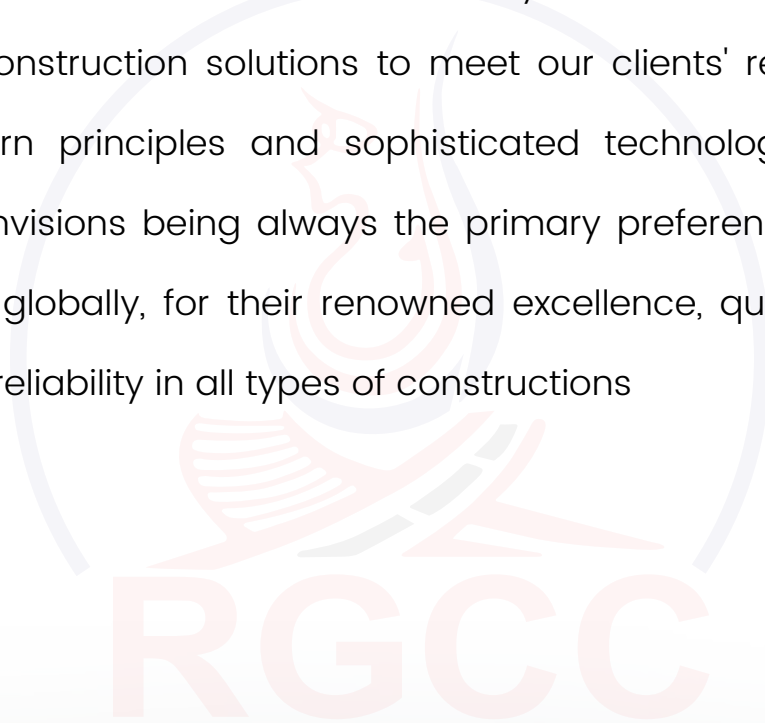 onstruction solutions to meet our clients' re
rn principles and sophisticated technolog
nvisions being always the primary preferen
globally, for their renowned excellence, qu
reliability in all types of constructions
RGCC